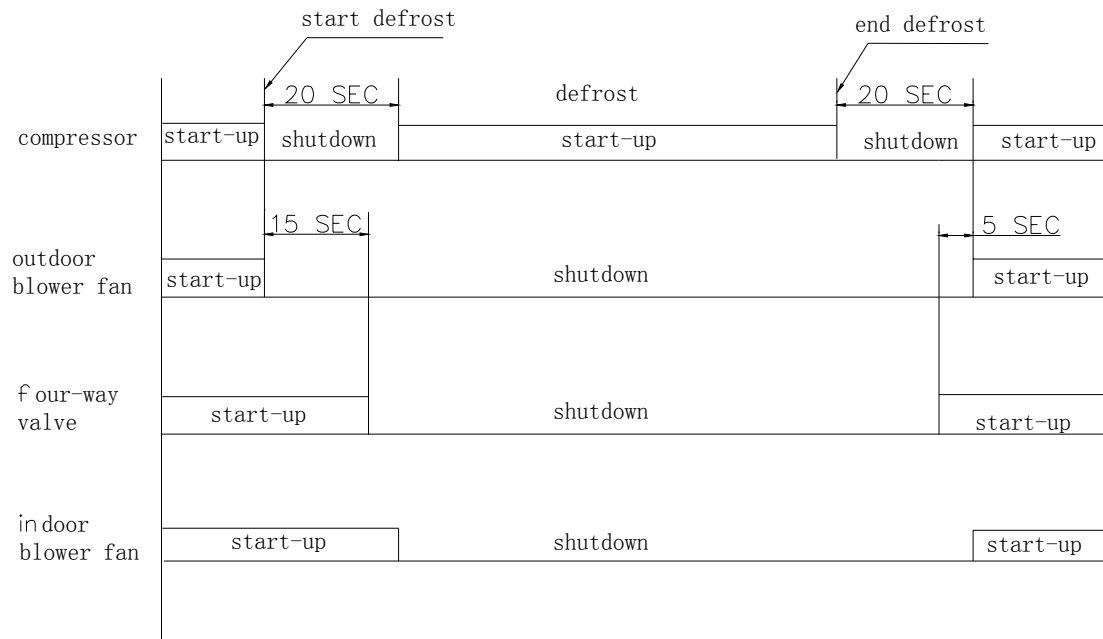 start defrost
end defrost
20 SEC
defrost
20 SEC
compressor
start-up
shutdown
start-up
shutdown
start-up
15 SEC
5 SEC
outdoor
blower fan
start-up
shutdown
start-up
four-way
valve
start-up
shutdown
start-up
indoor
blower fan
start-up
shutdown
start-up